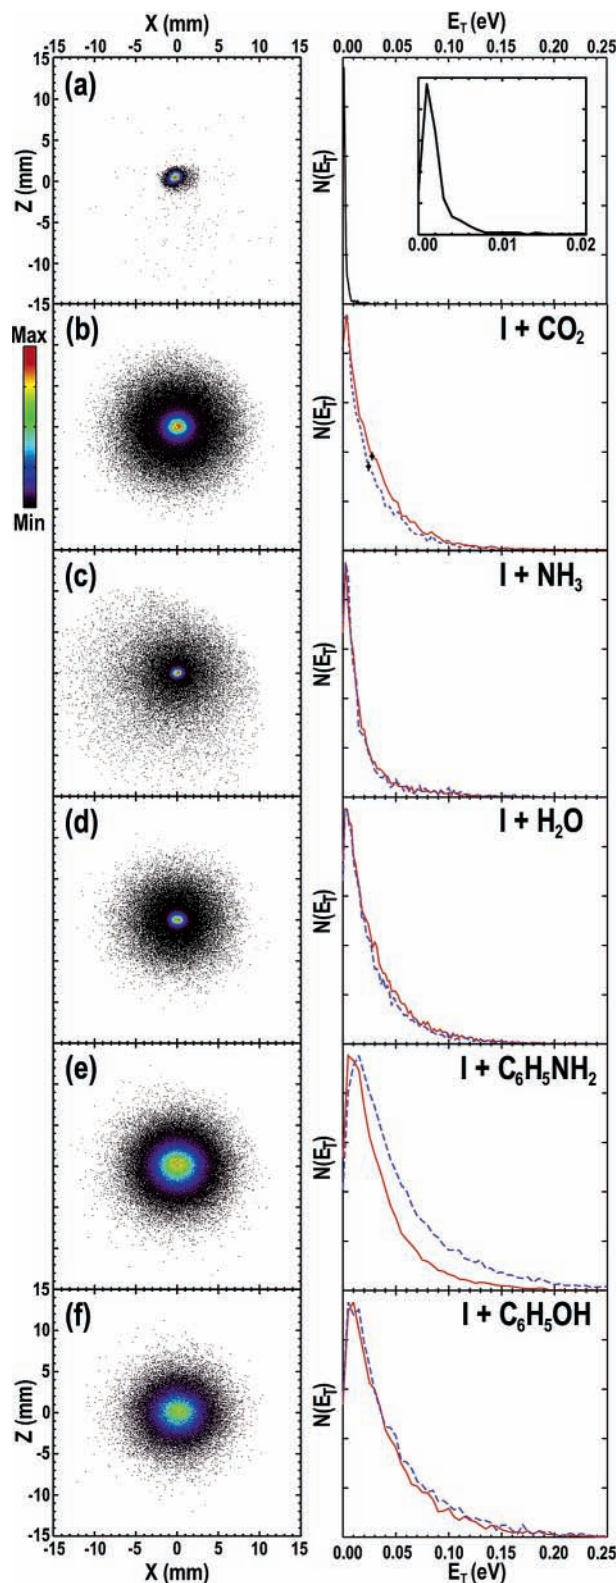 X (mm)
-15 -10 -5 0 5 10 15
E_T (eV)
0.00 0.05 0.10 0.15 0.20 0.25
(a)
Z (mm)
15
10
5
0
-5
-10
-15
N(E_T)
0.00 0.01 0.02
(b)
Max
Min
N(E_T)
I + CO₂
(c)
N(E_T)
I + NH₃
(d)
N(E_T)
I + H₂O
(e)
N(E_T)
I + C₆H₅NH₂
(f)
Z (mm)
15
10
5
0
-5
-10
-15
N(E_T)
I + C₆H₅OH
-15 -10 -5 0 5 10 15
X (mm)
0.00 0.05 0.10 0.15 0.20 0.25
E_T (eV)